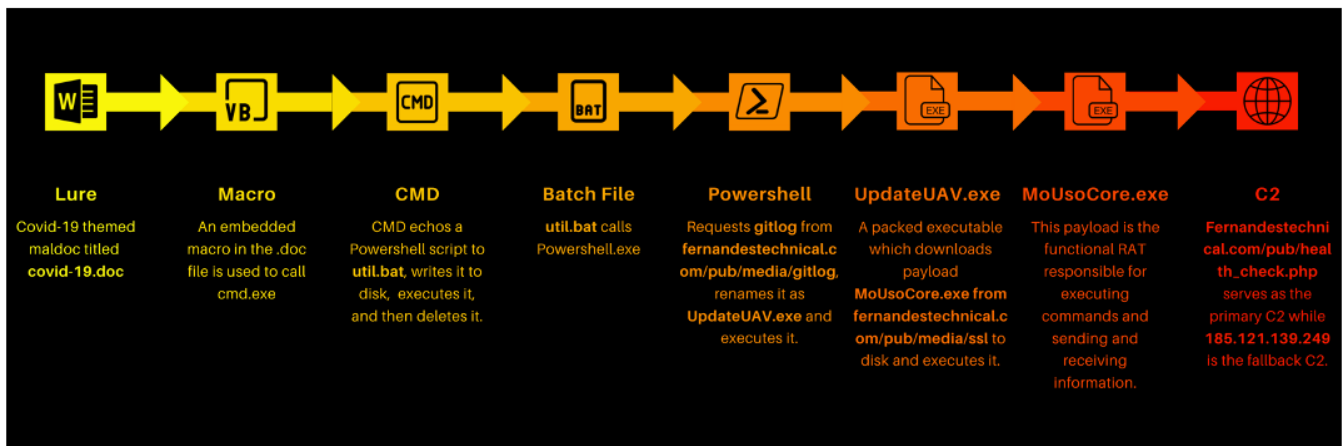 W
VB
CMD
BAT
EXE
EXE
Lure
Covid-19 themed
maldoc titled
covid-19.doc
Macro
An embedded
macro in the .doc
file is used to call
cmd.exe
CMD
CMD echos a
Powershell script to
util.bat, writes it to
disk, executes it,
and then deletes it.
Batch File
util.bat calls
Powershell.exe
Powershell
Requests gitlog from
fernandestechnical.c
om/pub/media/gitlog,
renames it as
UpdateUAV.exe and
executes it.
UpdateUAV.exe
A packed executable
which downloads
payload
MoUsoCore.exe from
fernandestechnical.c
om/pub/media/ssl to
disk and executes it.
MoUsoCore.exe
This payload is the
functional RAT
responsible for
executing
commands and
sending and
receiving
information.
C2
Fernandestechni
cal.com/pub/heal
th_check.php
serves as the
primary C2 while
185.121.139.249
is the fallback C2.